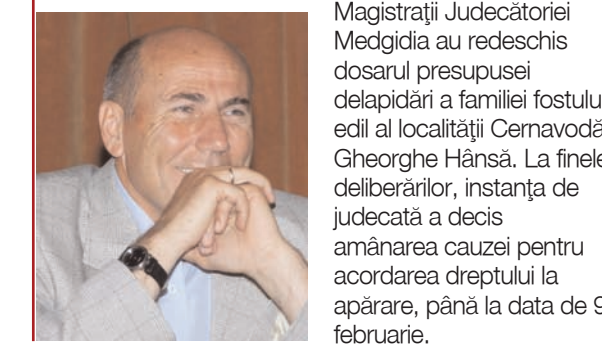 Magistraţii Judecătoriei
Medgidia au redeschis
dosarul presupusei
delapidări a familiei fostulu
edil al localităţii Cernavodă
Gheorghe Hânsă. La finele
deliberărilor, instanţa de
judecată a decis
amânarea cauzei pentru
acordarea dreptului la
apărare, până la data de 9
februarie.